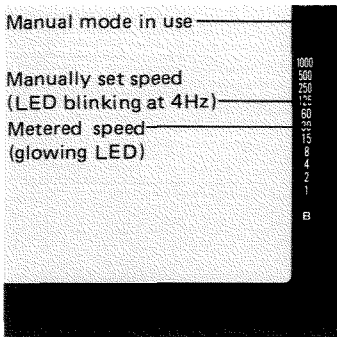 Manual mode in use
1000
500
Manually set speed
250
(LED blinking at 4Hz)
125
60
Metered speed
30
(glowing LED)
15
8
4
2
1
B